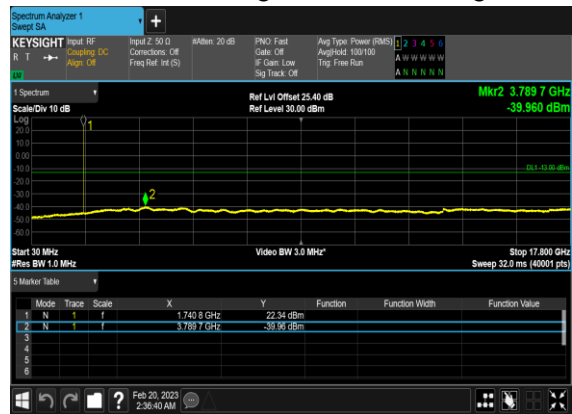 Spectrum Analyzer 1
Swept SA
KEYSIGHT Input: RF Input Z: 50 Ω #Atten: 20 dB PNO: Fast Avg Type: Power (RMS) 1 2 3 4 5 6
R T Coupling: DC Corrections: Off Gate: Off Avg|Hold: 100/100 A W W W W W
Align: Off Freq Ref: Int (S) IF Gain: Low Trig: Free Run
LW Sig Track: Off A N N N N N
1 Spectrum Ref Lvl Offset 25.40 dB Mkr2 3.789 7 GHz
Scale/Div 10 dB Ref Level 30.00 dBm -39.960 dBm
Log
1
20.0
10.0
0.00
-10.0 DL1 -13.00 dBm
-20.0
-30.0 2
-40.0
-50.0
-60.0
Start 30 MHz Video BW 3.0 MHz* Stop 17.800 GHz
#Res BW 1.0 MHz Sweep 32.0 ms (40001 pts)
5 Marker Table
Mode Trace Scale X Y Function Function Width Function Value
1 N 1 f 1.740 8 GHz 22.34 dBm
2 N 1 f 3.789 7 GHz -39.96 dBm
3
4
5
6
? Feb 20, 2023
2:36:40 AM